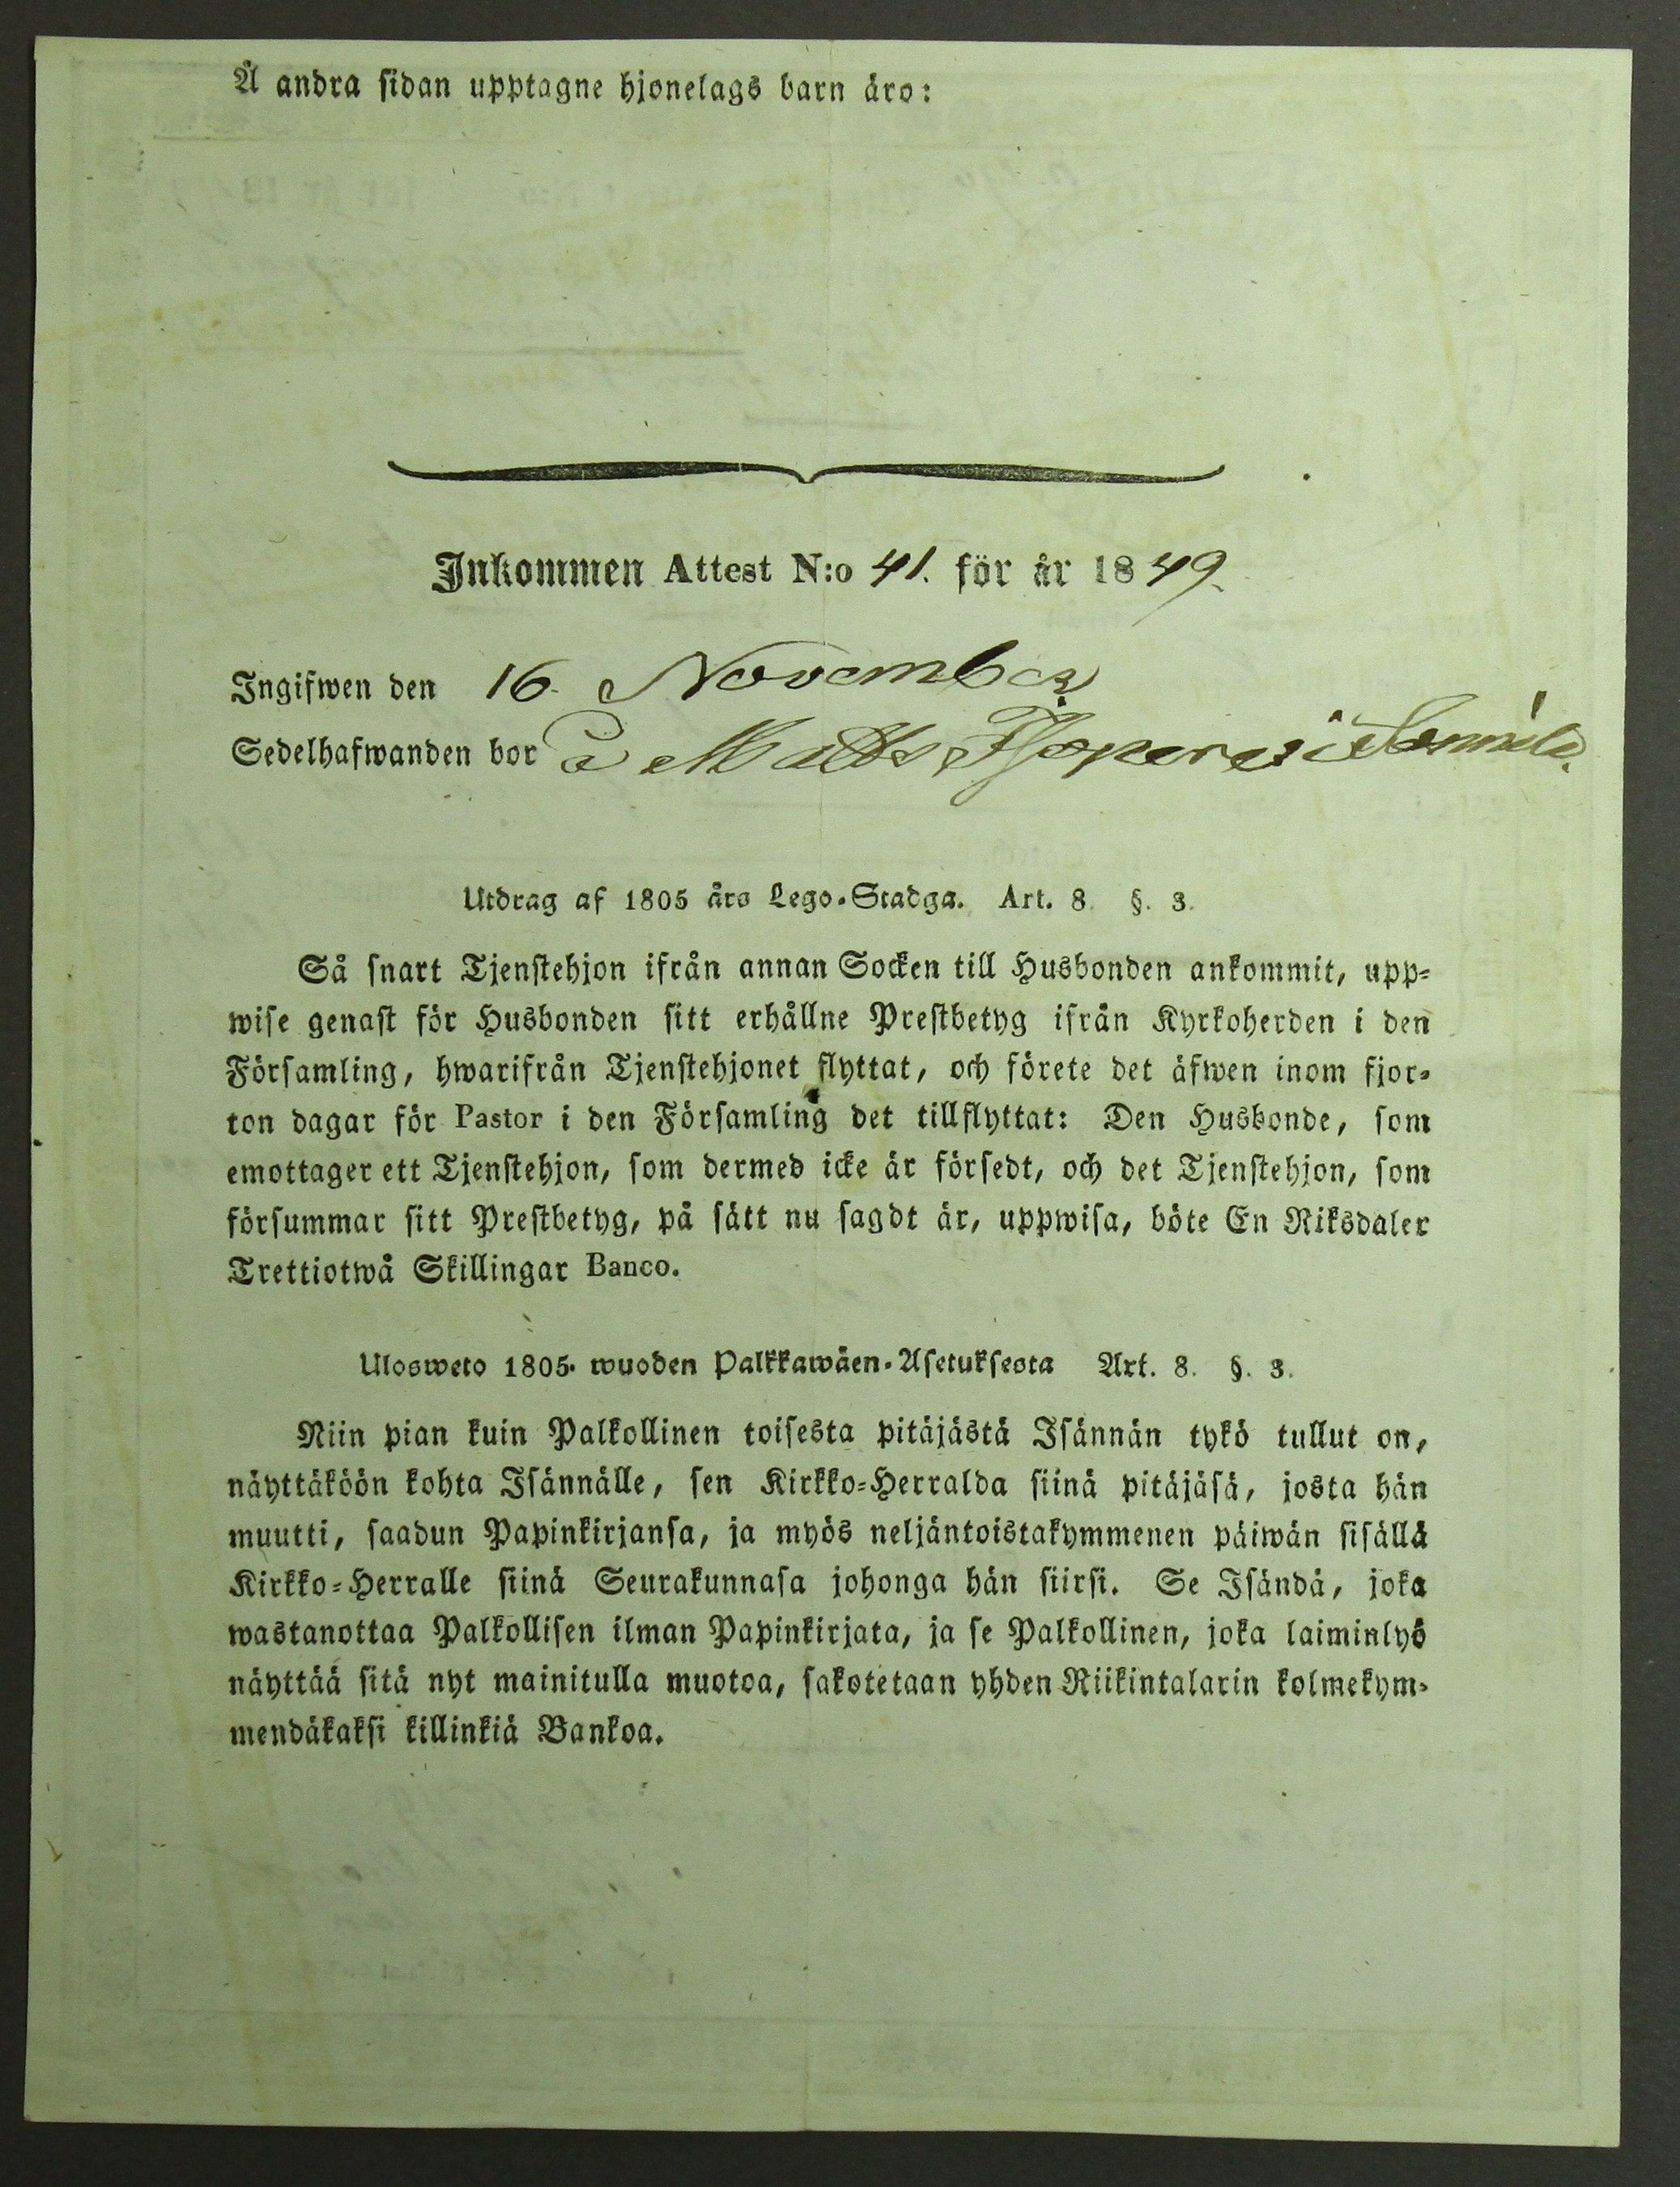 Å andra sidan upptagne hjonelags barn äro:
Inkommen Attest N:o 41. för år 1849.
Ingifwen den 16. November
Sedelhafwanden bor å Matts
Utdrag af 1805 års Lego-Stadga. Art. 8. §. 3.
Så snart Tjenstehjon ifrån annan Socken till Husbonden ankommit, upp-
wise genast för Husbonden sitt erhållne Prestbetyg ifrån Kyrkoherden i den
Församling, hwarifrån Tjenstehjonet flyttat, och förete det äfwen inom fjor-
ton dagar för Pastor i den Församling det tillflyttat: Den Husbonde, som
emottager ett Tjenstehjon, som dermed icke är försedt, och det Tjenstehjon, som
försummar sitt Prestbetyg, på sätt nu sagdt är, uppwisa, böte En Riksdaler
Trettiotwå Skillingar Banco.
Ulosweto 1805. wuoden Palkkawäen-Asetuksesta Art. 8. §. 3.
Niin pian kuin Palkollinen toisesta pitäjästä Isännän tykö tullut on,
näyttäköön kohta Isännälle, sen Kirkko-Herralda siinä pitäjäsä, josta hän
muutti, saadun Papinkirjansa, ja myös neljäntoistakymmenen päiwän sisällä
Kirkko-Herralle siinä Seurakunnasa johonga hän siirsi. Se Isändä, joka
wastanottaa Palkollisen ilman Papinkirjata, ja se Palkollinen, joka laiminlyö
näyttää sitä nyt mainitulla muotoa, sakotetaan yhden Riikintalarin kolmekym-
mendäkaksi killinkiä Bankoa.